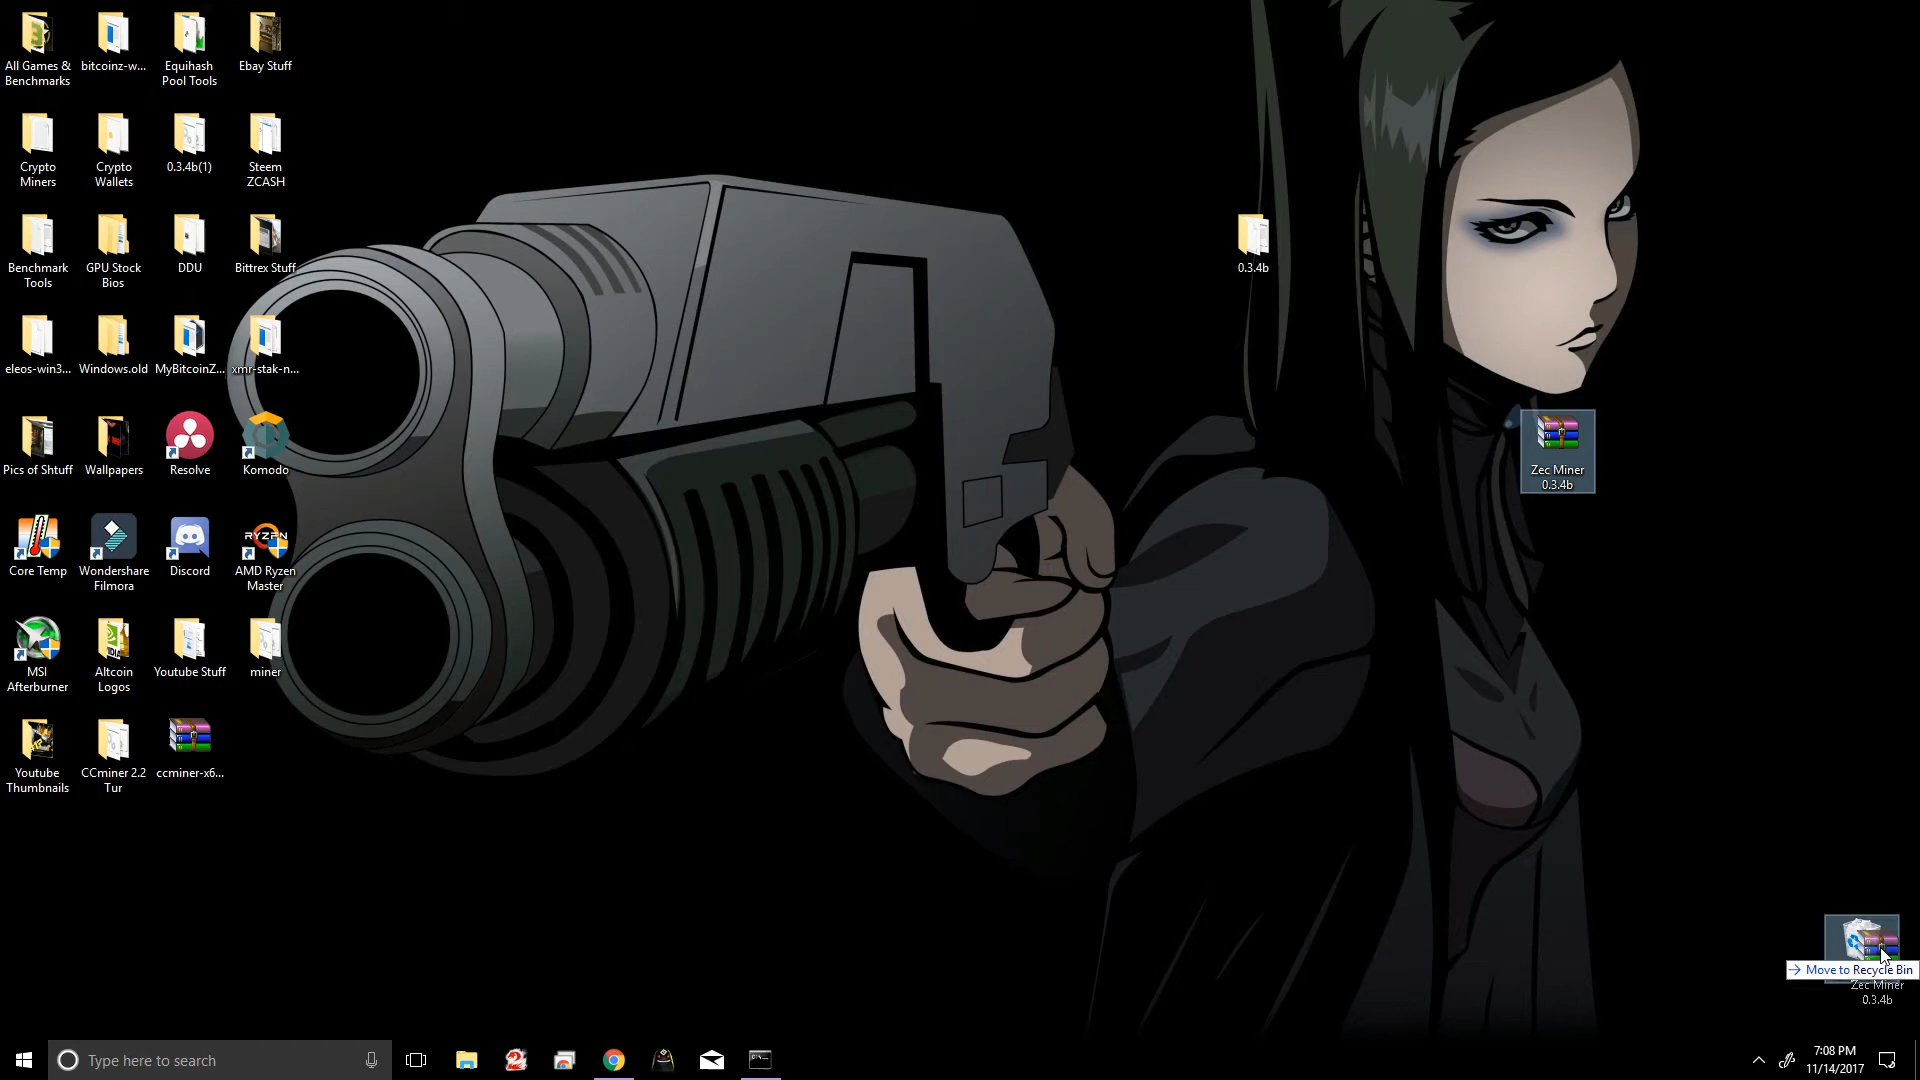 All Games &
Benchmarks
bitcoinz-w...
Equihash
Pool Tools
Ebay Stuff
Crypto
Miners
Crypto
Wallets
0.3.4b(1)
Steem
ZCASH
Benchmark
Tools
GPU Stock
Bios
DDU
Bittrex Stuff
0.3.4b
eleos-win3...
Windows.old
MyBitcoinZ...
xmr-stak-n...
Pics of Shtuff
Wallpapers
Resolve
Komodo
Zec Miner
0.3.4b
RYZEN
Core Temp
Wondershare
Filmora
Discord
AMD Ryzen
Master
MSI
Afterburner
Altcoin
Logos
Youtube Stuff
miner
Youtube
Thumbnails
CCminer 2.2
Tur
ccminer-x6...
Move to Recycle Bin
Zec Miner
0.3.4b
Type here to search
7:08 PM
11/14/2017